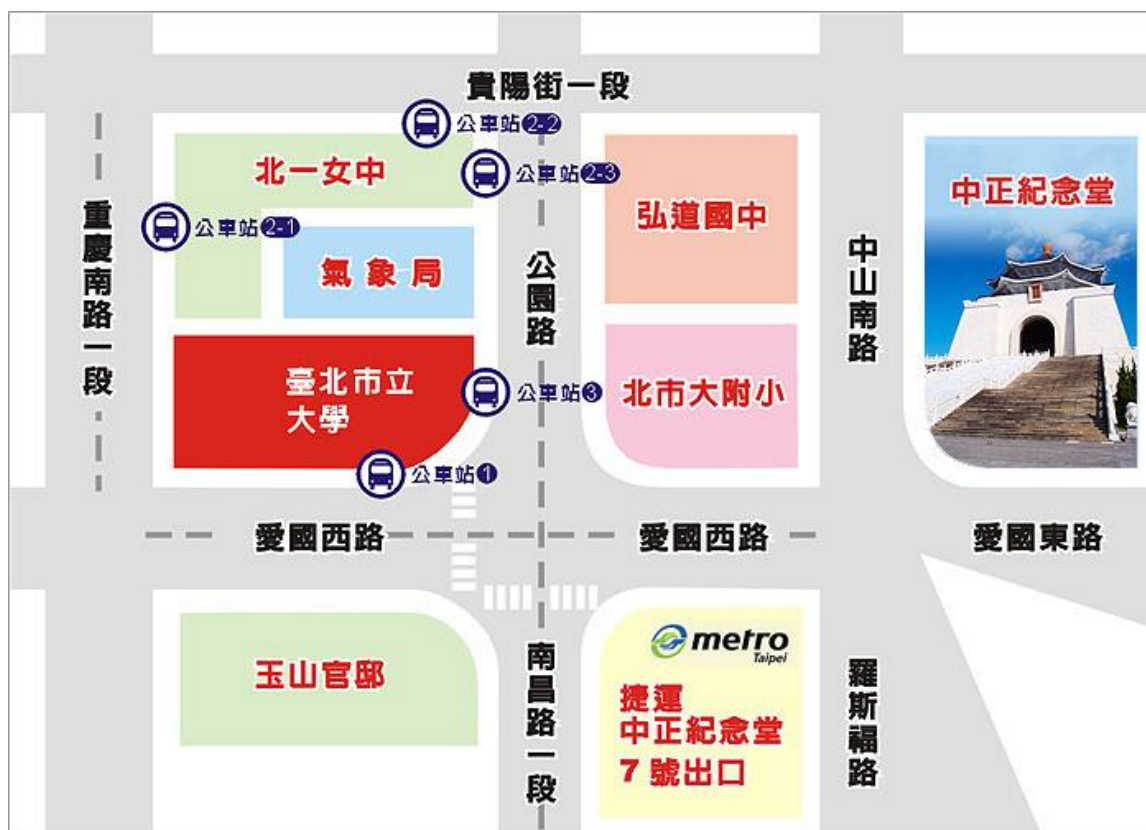 貴陽街一段
公車站2-2
北一女中
公車站2-3
弘道國中
中正紀念堂
重慶南路一段
公車站2-1
氣象局
公園路
中山南路
臺北市立
大學
公車站3
北市大附小
公車站1
愛國西路
愛國西路
愛國東路
玉山官邸
南昌路一段
metro
Taipei
捷運
中正紀念堂
7號出口
羅斯福路